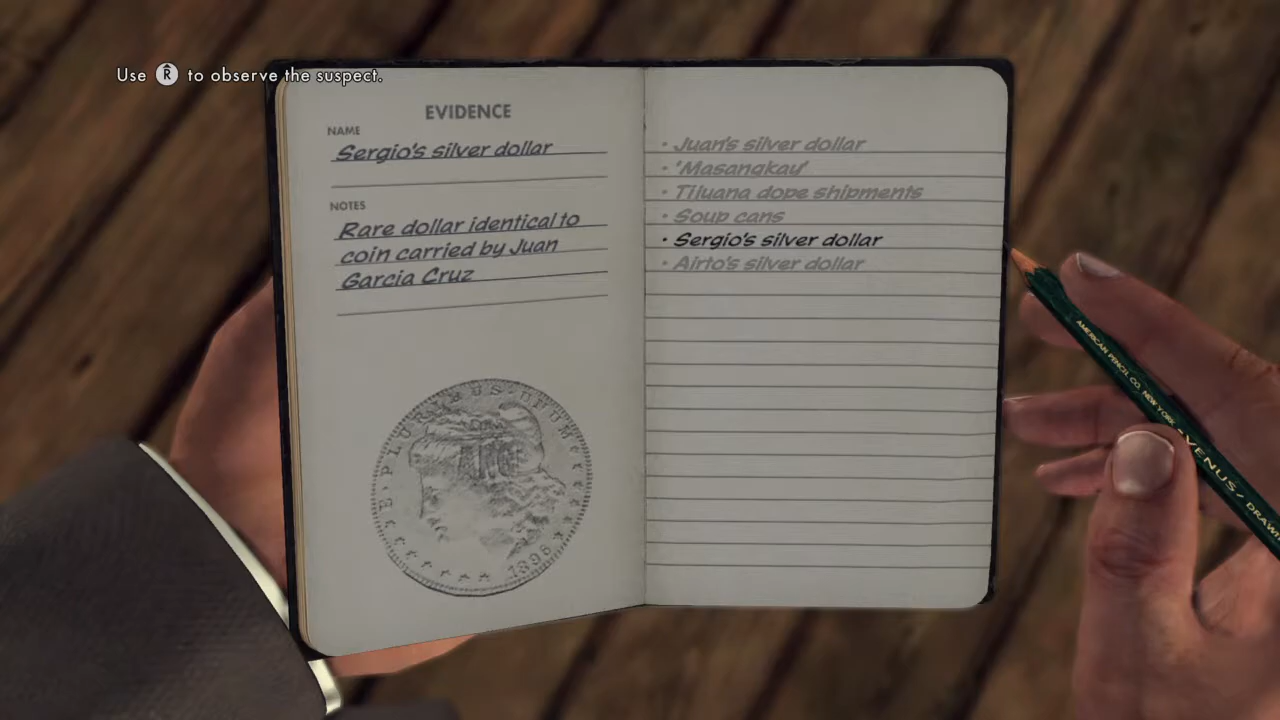 Use R to observe the suspect.
EVIDENCE
NAME
Sergio's silver dollar
NOTES
Rare dollar identical to
coin carried by Juan
Garcia Cruz
E·PLURIBUS·UNUM
1896
• Juan's silver dollar
• 'Masangkay'
• Tijuana dope shipments
• Soup cans
• Sergio's silver dollar
• Airto's silver dollar
AMERICAN PENCIL CO. NEW YORK
VENUS